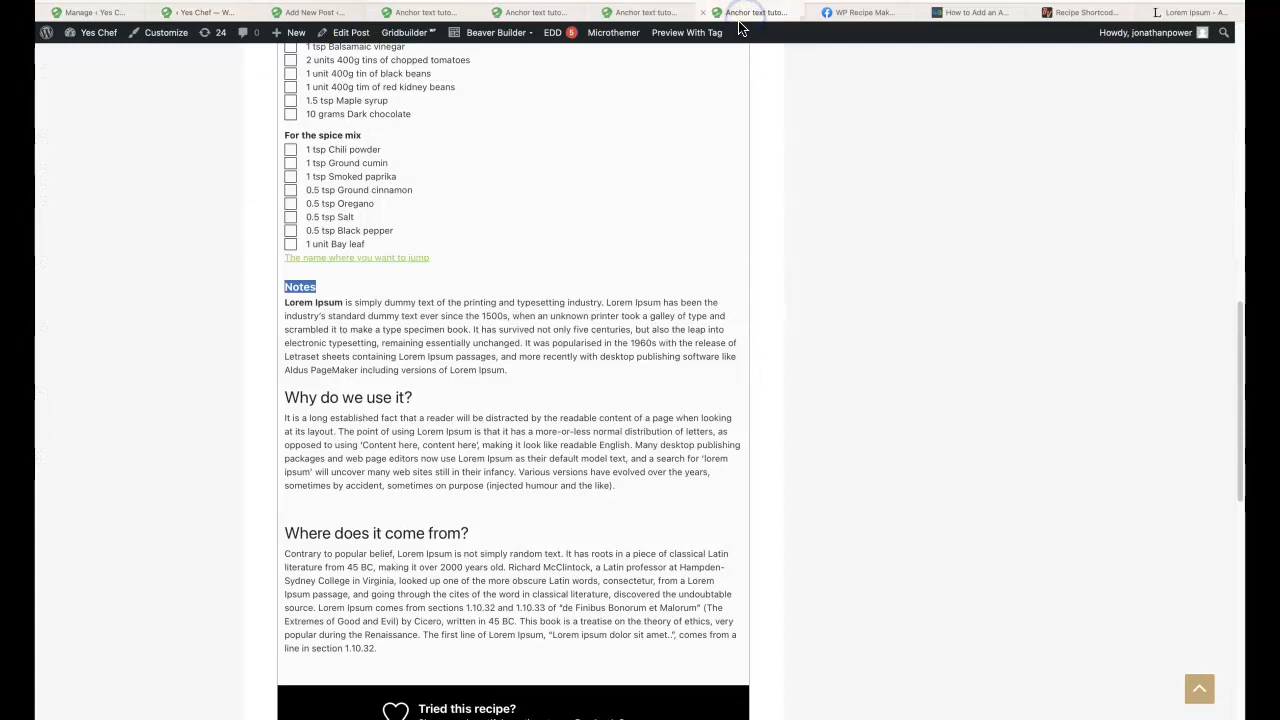 Manage ‹ Yes C...
‹ Yes Chef — W...
Add New Post ‹...
Anchor text tuto...
Anchor text tuto...
Anchor text tuto...
Anchor text tuto...
WP Recipe Mak...
How to Add an A...
Recipe Shortcod...
Lorem Ipsum - A...
Yes Chef
Customize
24
0
New
Edit Post
Gridbuilder ᵂᴾ
Beaver Builder
EDD 5
Microthemer
Preview With Tag
Howdy, jonathanpower
1 tsp Balsamaic vinegar
2 units 400g tins of chopped tomatoes
1 unit 400g tin of black beans
1 unit 400g tim of red kidney beans
1.5 tsp Maple syrup
10 grams Dark chocolate
For the spice mix
1 tsp Chili powder
1 tsp Ground cumin
1 tsp Smoked paprika
0.5 tsp Ground cinnamon
0.5 tsp Oregano
0.5 tsp Salt
0.5 tsp Black pepper
1 unit Bay leaf
The name where you want to jump
Notes
Lorem Ipsum is simply dummy text of the printing and typesetting industry. Lorem Ipsum has been the
industry's standard dummy text ever since the 1500s, when an unknown printer took a galley of type and
scrambled it to make a type specimen book. It has survived not only five centuries, but also the leap into
electronic typesetting, remaining essentially unchanged. It was popularised in the 1960s with the release of
Letraset sheets containing Lorem Ipsum passages, and more recently with desktop publishing software like
Aldus PageMaker including versions of Lorem Ipsum.
Why do we use it?
It is a long established fact that a reader will be distracted by the readable content of a page when looking
at its layout. The point of using Lorem Ipsum is that it has a more-or-less normal distribution of letters, as
opposed to using ‘Content here, content here’, making it look like readable English. Many desktop publishing
packages and web page editors now use Lorem Ipsum as their default model text, and a search for ‘lorem
ipsum’ will uncover many web sites still in their infancy. Various versions have evolved over the years,
sometimes by accident, sometimes on purpose (injected humour and the like).
Where does it come from?
Contrary to popular belief, Lorem Ipsum is not simply random text. It has roots in a piece of classical Latin
literature from 45 BC, making it over 2000 years old. Richard McClintock, a Latin professor at Hampden-
Sydney College in Virginia, looked up one of the more obscure Latin words, consectetur, from a Lorem
Ipsum passage, and going through the cites of the word in classical literature, discovered the undoubtable
source. Lorem Ipsum comes from sections 1.10.32 and 1.10.33 of “de Finibus Bonorum et Malorum” (The
Extremes of Good and Evil) by Cicero, written in 45 BC. This book is a treatise on the theory of ethics, very
popular during the Renaissance. The first line of Lorem Ipsum, “Lorem ipsum dolor sit amet..”, comes from a
line in section 1.10.32.
Tried this recipe?